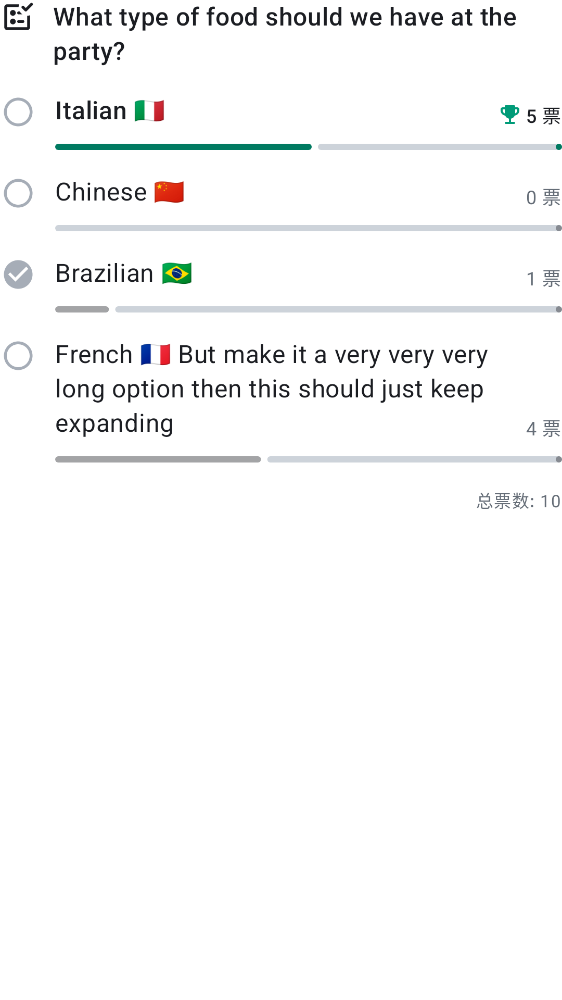 What type of food should we have at the
party?
Italian 🇮🇹
5 票
Chinese 🇨🇳
0 票
Brazilian 🇧🇷
1 票
French 🇫🇷 But make it a very very very
long option then this should just keep
expanding
4 票
总票数: 10